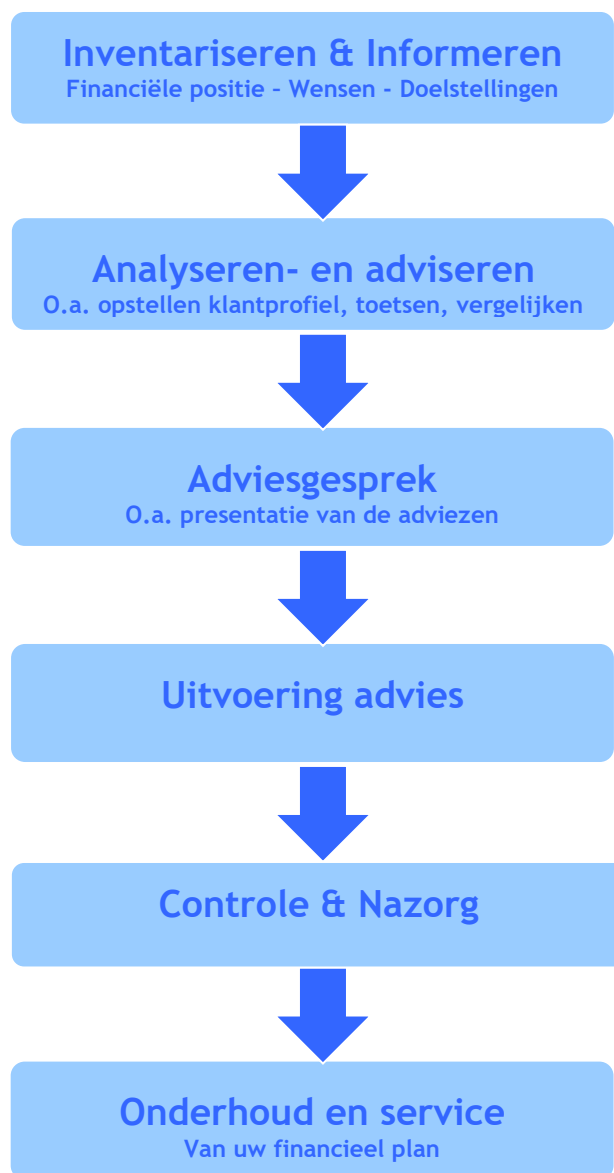 Inventariseren & Informeren
Financiële positie – Wensen - Doelstellingen
Analyseren- en adviseren
O.a. opstellen klantprofiel, toetsen, vergelijken
Adviesgesprek
O.a. presentatie van de adviezen
Uitvoering advies
Controle & Nazorg
Onderhoud en service
Van uw financieel plan